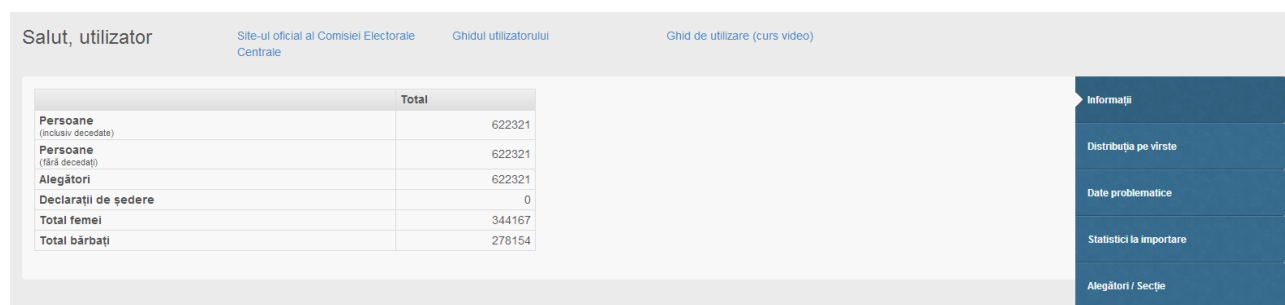 Salut, utilizator
Site-ul oficial al Comisiei Electorale
Centrale
Ghidul utilizatorului
Ghid de utilizare (curs video)
Total
Persoane
(inclusiv decedate)
622321
Persoane
(fără decedați)
622321
Alegători 622321
Declarații de ședere 0
Total femei 344167
Total bărbați 278154
Informații
Distribuția pe vîrste
Date problematice
Statistici la importare
Alegători / Secție